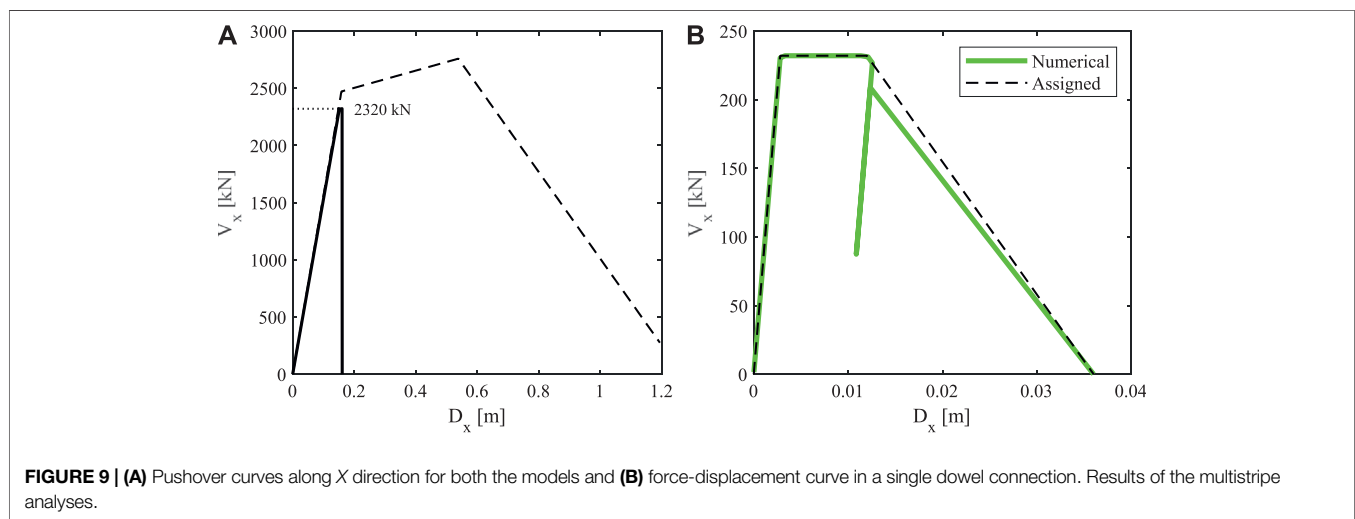 A
3000
2500
2000
1500
1000
500
0
V_x [kN]
2320 kN
0 0.2 0.4 0.6 0.8 1 1.2
D_x [m]
B
250
200
150
100
50
0
V_x [kN]
Numerical
Assigned
0 0.01 0.02 0.03 0.04
D_x [m]
FIGURE 9 | (A) Pushover curves along X direction for both the models and (B) force-displacement curve in a single dowel connection. Results of the multistripe
analyses.